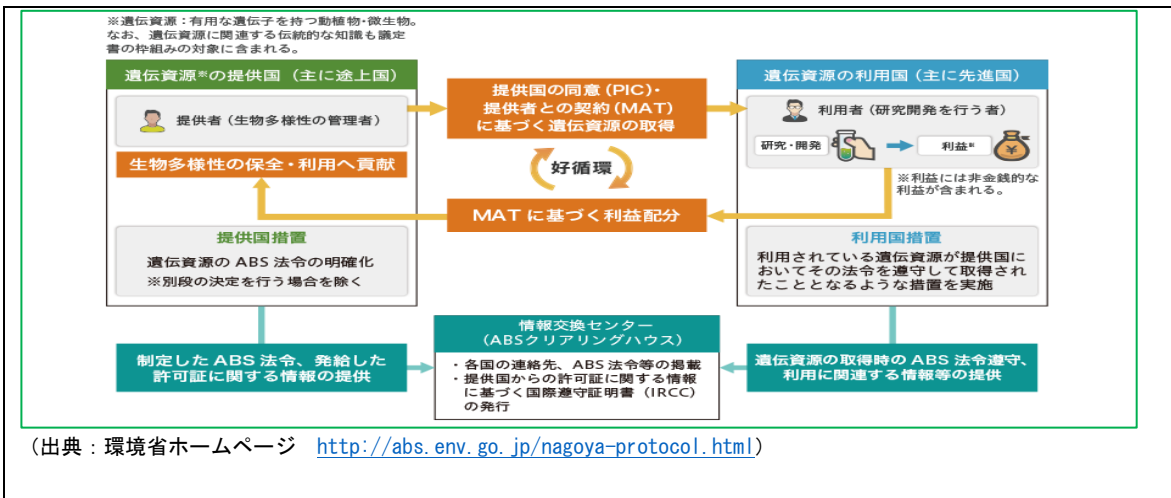 ※遺伝資源：有用な遺伝子を持つ動植物・微生物。
なお、遺伝資源に関連する伝統的な知識も議定
書の枠組みの対象に含まれる。
遺伝資源※の提供国（主に途上国）
提供者（生物多様性の管理者）
生物多様性の保全・利用へ貢献
提供国措置
遺伝資源の ABS 法令の明確化
※別段の決定を行う場合を除く
提供国の同意（PIC）・
提供者との契約（MAT）
に基づく遺伝資源の取得
好循環
MAT に基づく利益配分
遺伝資源の利用国（主に先進国）
利用者（研究開発を行う者）
研究・開発
利益※
¥
※利益には非金銭的な
利益が含まれる。
利用国措置
利用されている遺伝資源が提供国に
おいてその法令を遵守して取得され
たこととなるような措置を実施
制定した ABS 法令、発給した
許可証に関する情報の提供
情報交換センター
（ABSクリアリングハウス）
・各国の連絡先、ABS 法令等の掲載
・提供国からの許可証に関する情報
に基づく国際遵守証明書（IRCC）
の発行
遺伝資源の取得時の ABS 法令遵守、
利用に関連する情報等の提供
（出典：環境省ホームページ　http://abs.env.go.jp/nagoya-protocol.html）